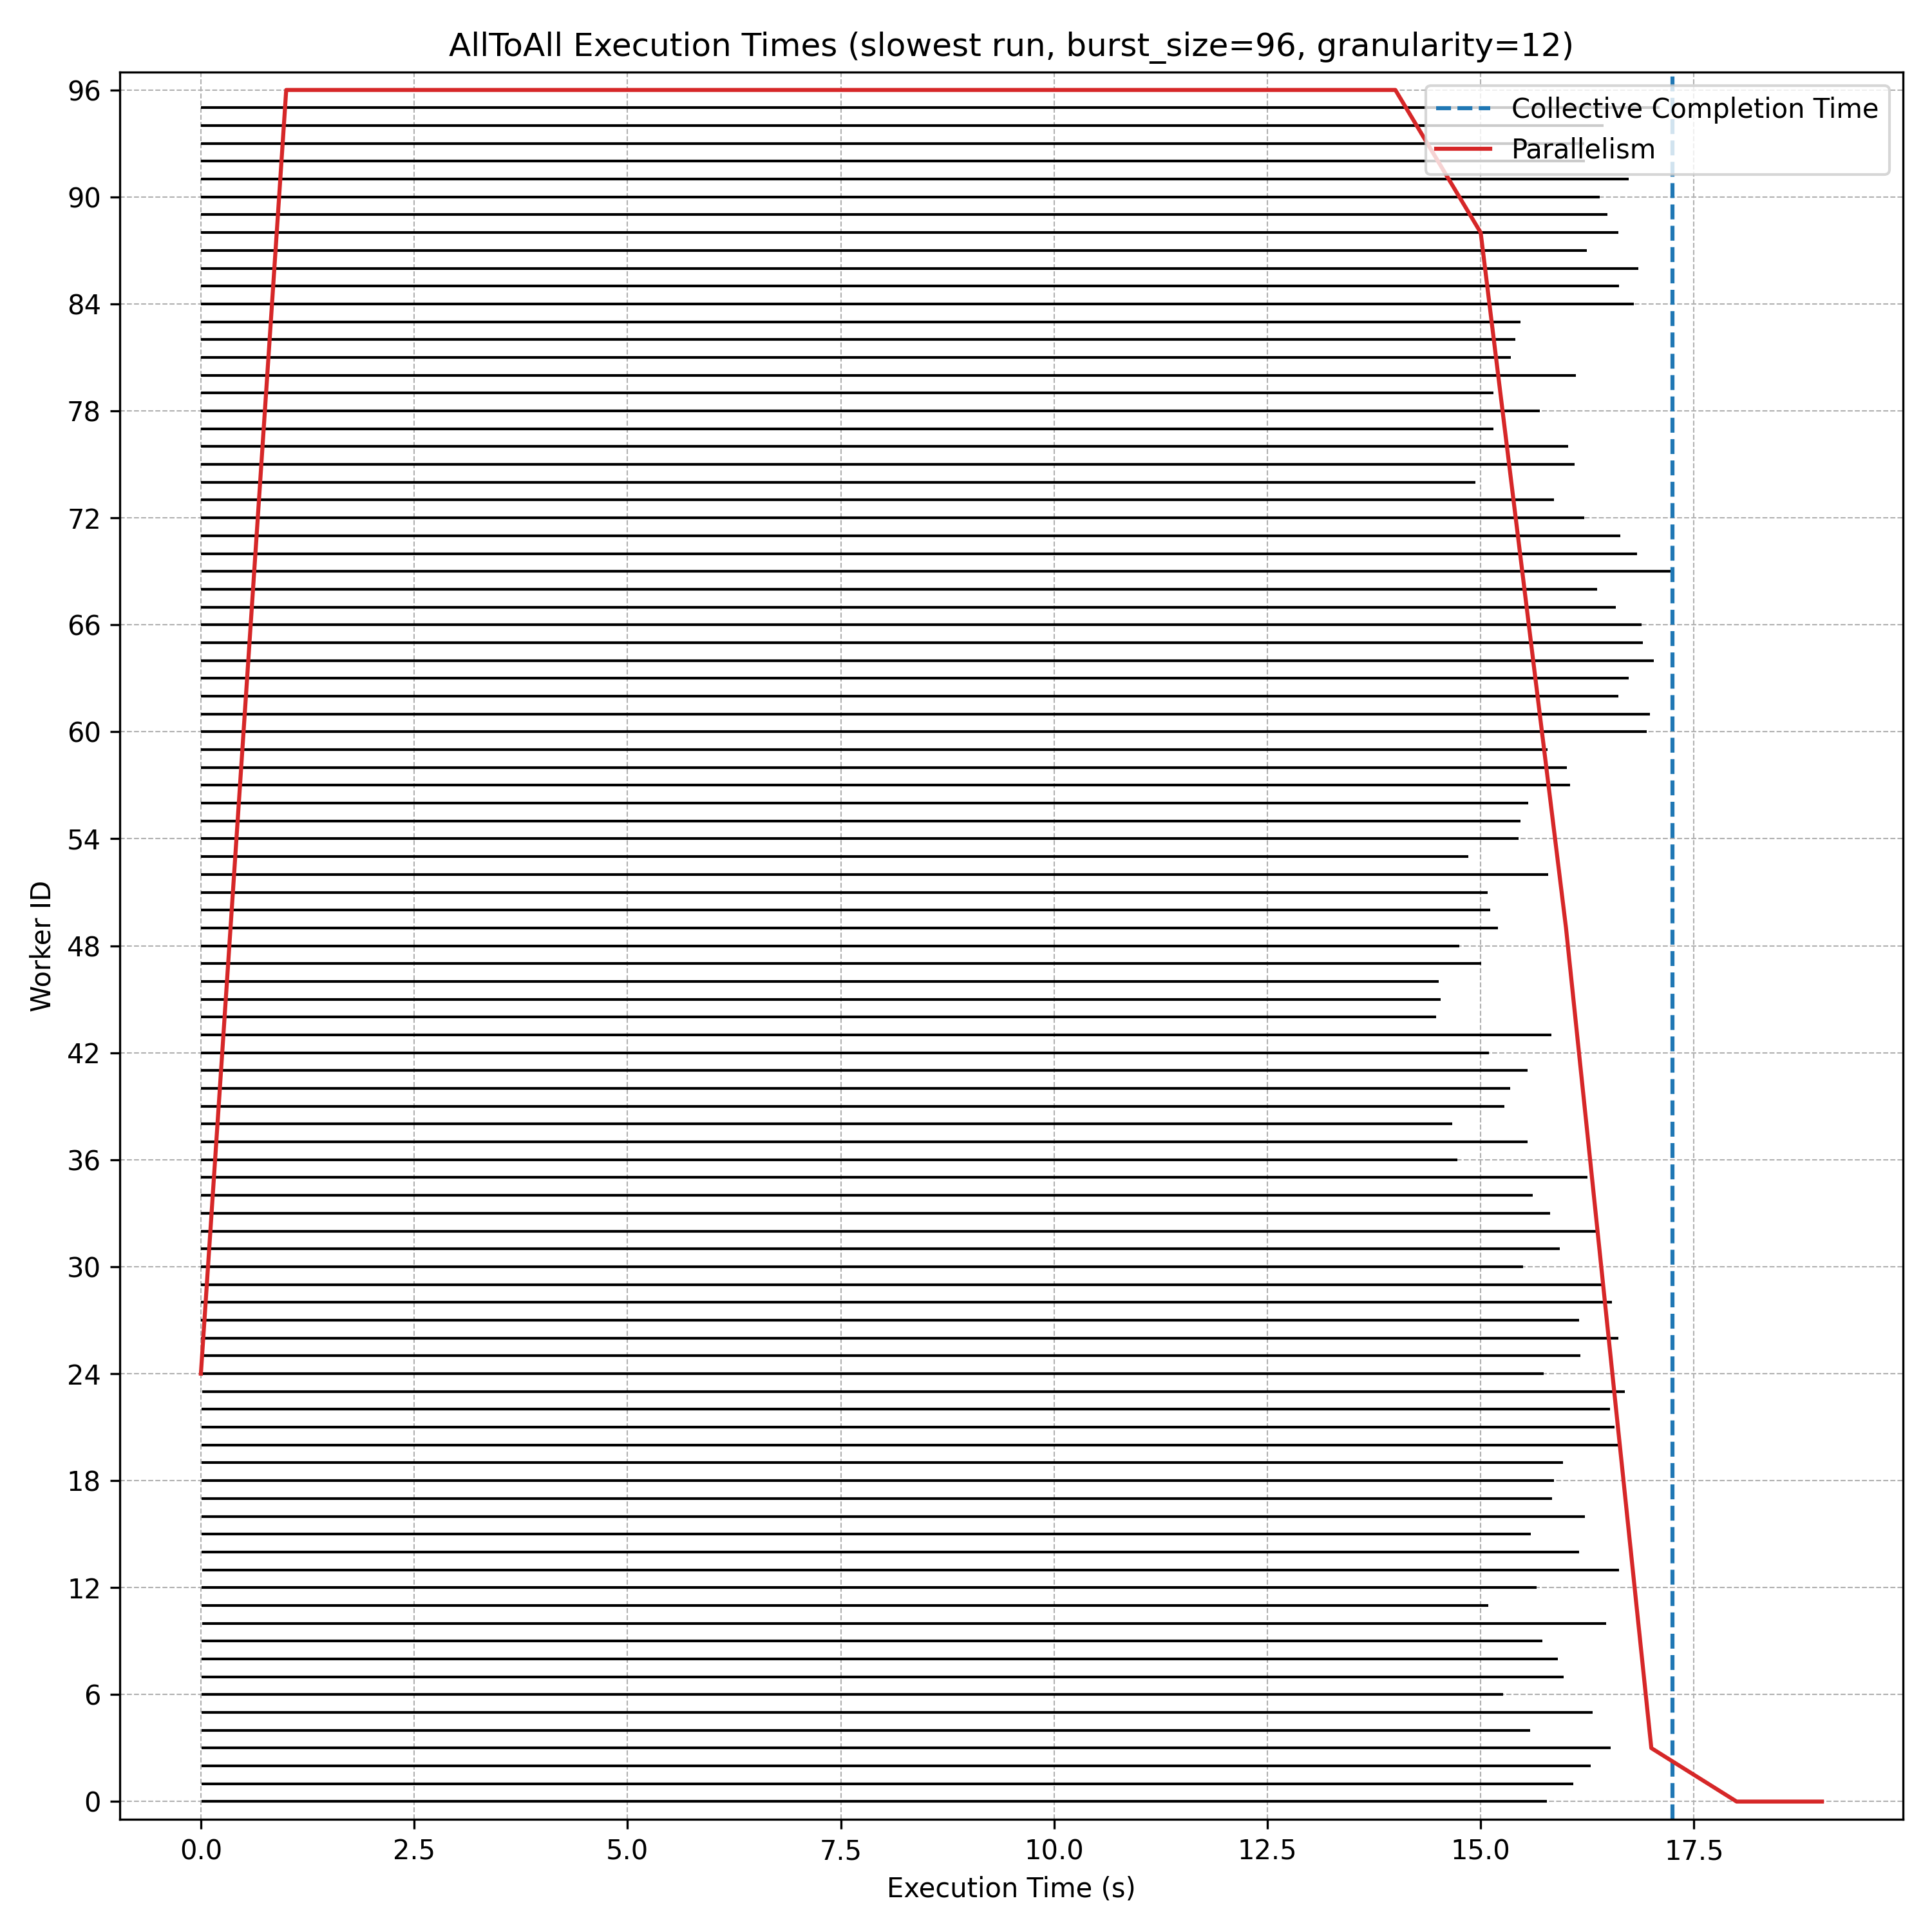 AllToAll Execution Times (slowest run, burst_size=96, granularity=12)
Collective Completion Time
Parallelism
96
90
84
78
72
66
60
54
48
42
36
30
24
18
12
6
0
Worker ID
0.0 2.5 5.0 7.5 10.0 12.5 15.0 17.5
Execution Time (s)